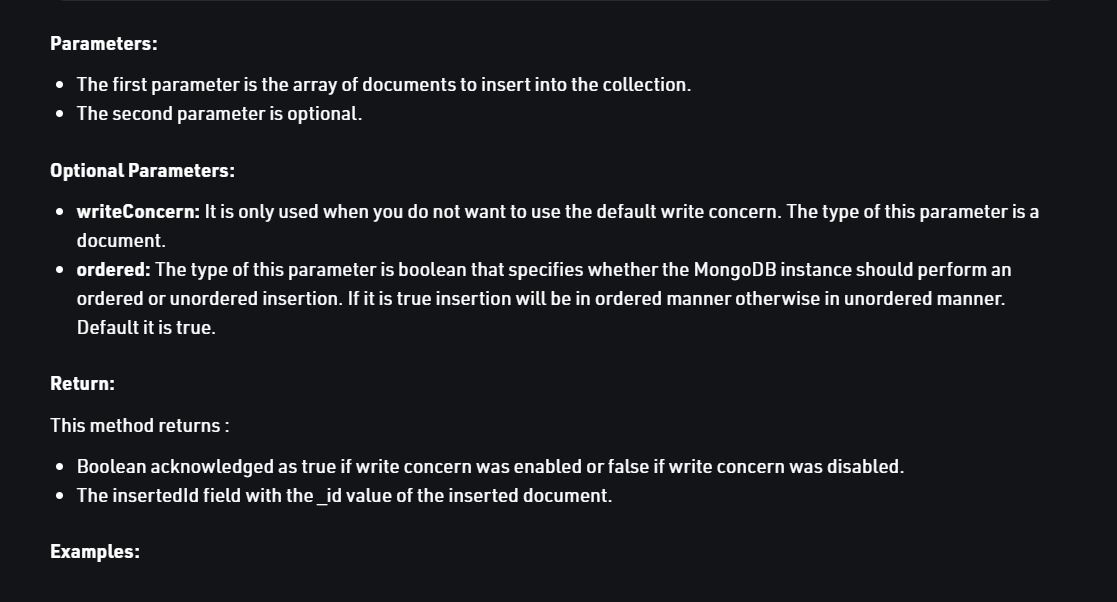 Parameters:
• The first parameter is the array of documents to insert into the collection.
• The second parameter is optional.
Optional Parameters:
• writeConcern: It is only used when you do not want to use the default write concern. The type of this parameter is a
document.
• ordered: The type of this parameter is boolean that specifies whether the MongoDB instance should perform an
ordered or unordered insertion. If it is true insertion will be in ordered manner otherwise in unordered manner.
Default it is true.
Return:
This method returns :
• Boolean acknowledged as true if write concern was enabled or false if write concern was disabled.
• The insertedId field with the _id value of the inserted document.
Examples: